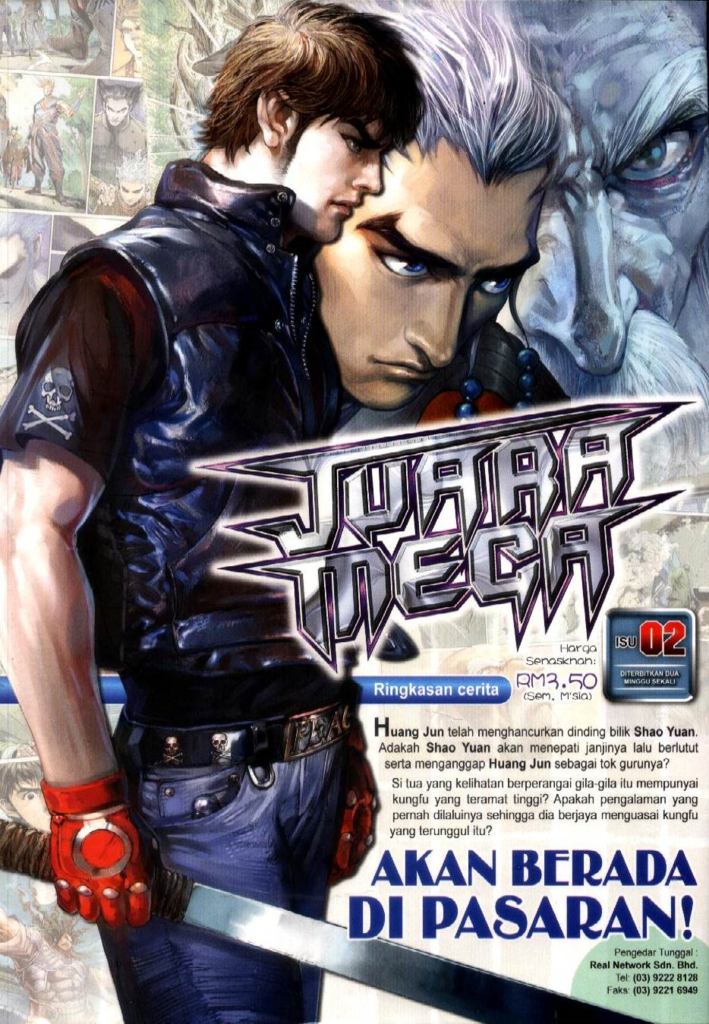 JUARA
MEGA
ISU 02
DITERBITKAN DUA
MINGGU SEKALI
Harga
Senaskhah:
RM3.50
(Sem. M'sia)
Ringkasan cerita
Huang Jun telah menghancurkan dinding bilik Shao Yuan.
Adakah Shao Yuan akan menepati janjinya lalu berlutut
serta menganggap Huang Jun sebagai tok gurunya?
Si tua yang kelihatan berperangai gila-gila itu mempunyai
kungfu yang teramat tinggi? Apakah pengalaman yang
pernah dilaluinya sehingga dia berjaya menguasai kungfu
yang terunggul itu?
AKAN BERADA
DI PASARAN!
Pengedar Tunggal :
Real Network Sdn. Bhd.
Tel: (03) 9222 8128
Faks: (03) 9221 6949